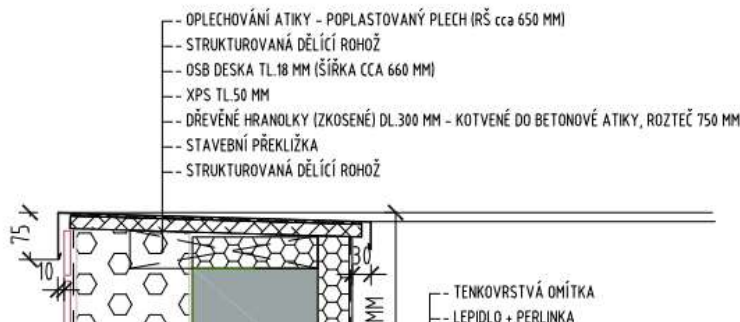 - OPLECHOVÁNÍ ATIKY - POPLASTOVANÝ PLECH (RŠ cca 650 MM)
- STRUKTUROVANÁ DĚLÍCÍ ROHOŽ
- OSB DESKA TL.18 MM (ŠÍŘKA CCA 660 MM)
- XPS TL.50 MM
- DŘEVĚNÉ HRANOLKY (ZKOSENÉ) DL.300 MM - KOTVENÉ DO BETONOVÉ ATIKY, ROZTEČ 750 MM
- STAVEBNÍ PŘEKLIŽKA
- STRUKTUROVANÁ DĚLÍCÍ ROHOŽ
75
10
30
MM
- TENKOVRSTVÁ OMÍTKA
- LEPIDLO + PERLINKA